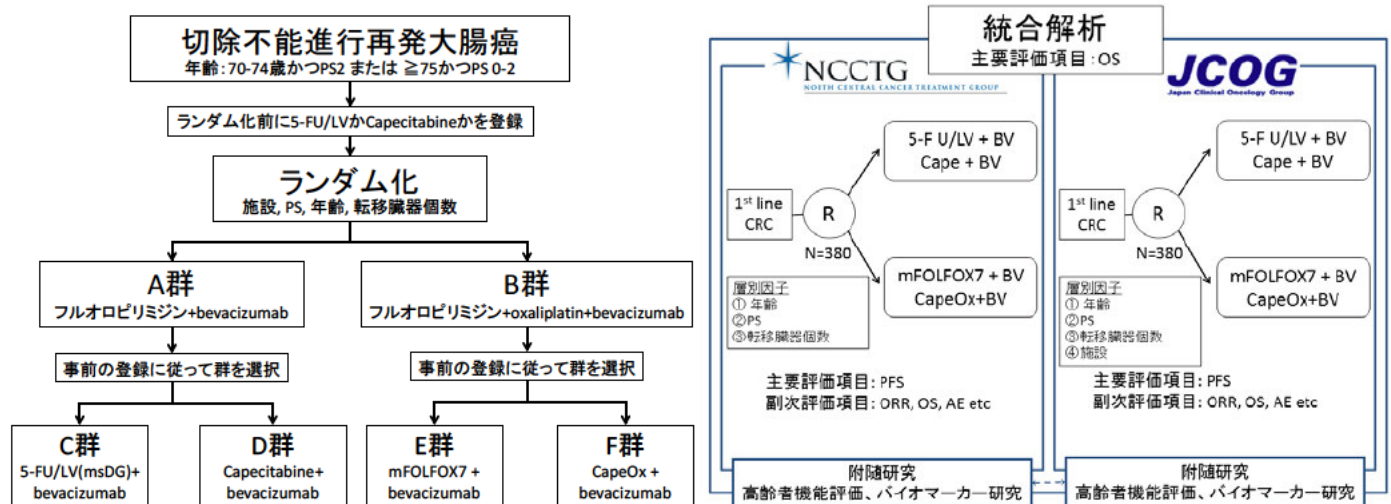 切除不能進行再発大腸癌
年齢:70-74歳かつPS2 または ≧75かつPS 0-2
ランダム化前に5-FU/LVかCapecitabineかを登録
ランダム化
施設, PS, 年齢, 転移臓器個数
A群
フルオロピリミジン+bevacizumab
B群
フルオロピリミジン+oxaliplatin+bevacizumab
事前の登録に従って群を選択
事前の登録に従って群を選択
C群
5-FU/LV(msDG)+
bevacizumab
D群
Capecitabine+
bevacizumab
E群
mFOLFOX7 +
bevacizumab
F群
CapeOx +
bevacizumab
統合解析
主要評価項目:OS
NCCTG
NORTH CENTRAL CANCER TREATMENT GROUP
5-F U/LV + BV
Cape + BV
1st line
CRC
R
N=380
mFOLFOX7 + BV
CapeOx+BV
層別因子
① 年齢
②PS
③転移臓器個数
主要評価項目: PFS
副次評価項目: ORR, OS, AE etc
附随研究
高齢者機能評価、バイオマーカー研究
JCOG
Japan Clinical Oncology Group
5-F U/LV + BV
Cape + BV
1st line
CRC
R
N=380
mFOLFOX7 + BV
CapeOx+BV
層別因子
① 年齢
②PS
③転移臓器個数
④ 施設
主要評価項目: PFS
副次評価項目: ORR, OS, AE etc
附随研究
高齢者機能評価、バイオマーカー研究